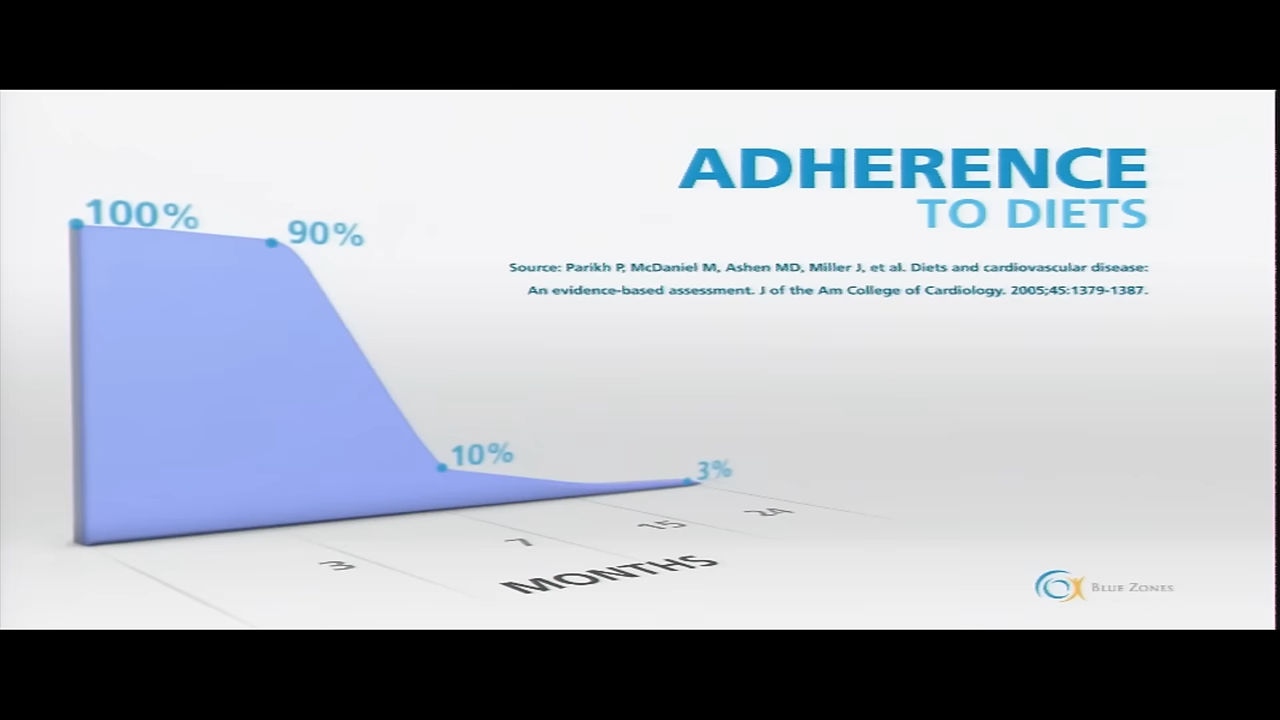 ADHERENCE
TO DIETS
Source: Parikh P, McDaniel M, Ashen MD, Miller J, et al. Diets and cardiovascular disease:
An evidence-based assessment. J of the Am College of Cardiology. 2005;45:1379-1387.
100%
90%
10%
3%
3
7
15
24
MONTHS
BLUE ZONES